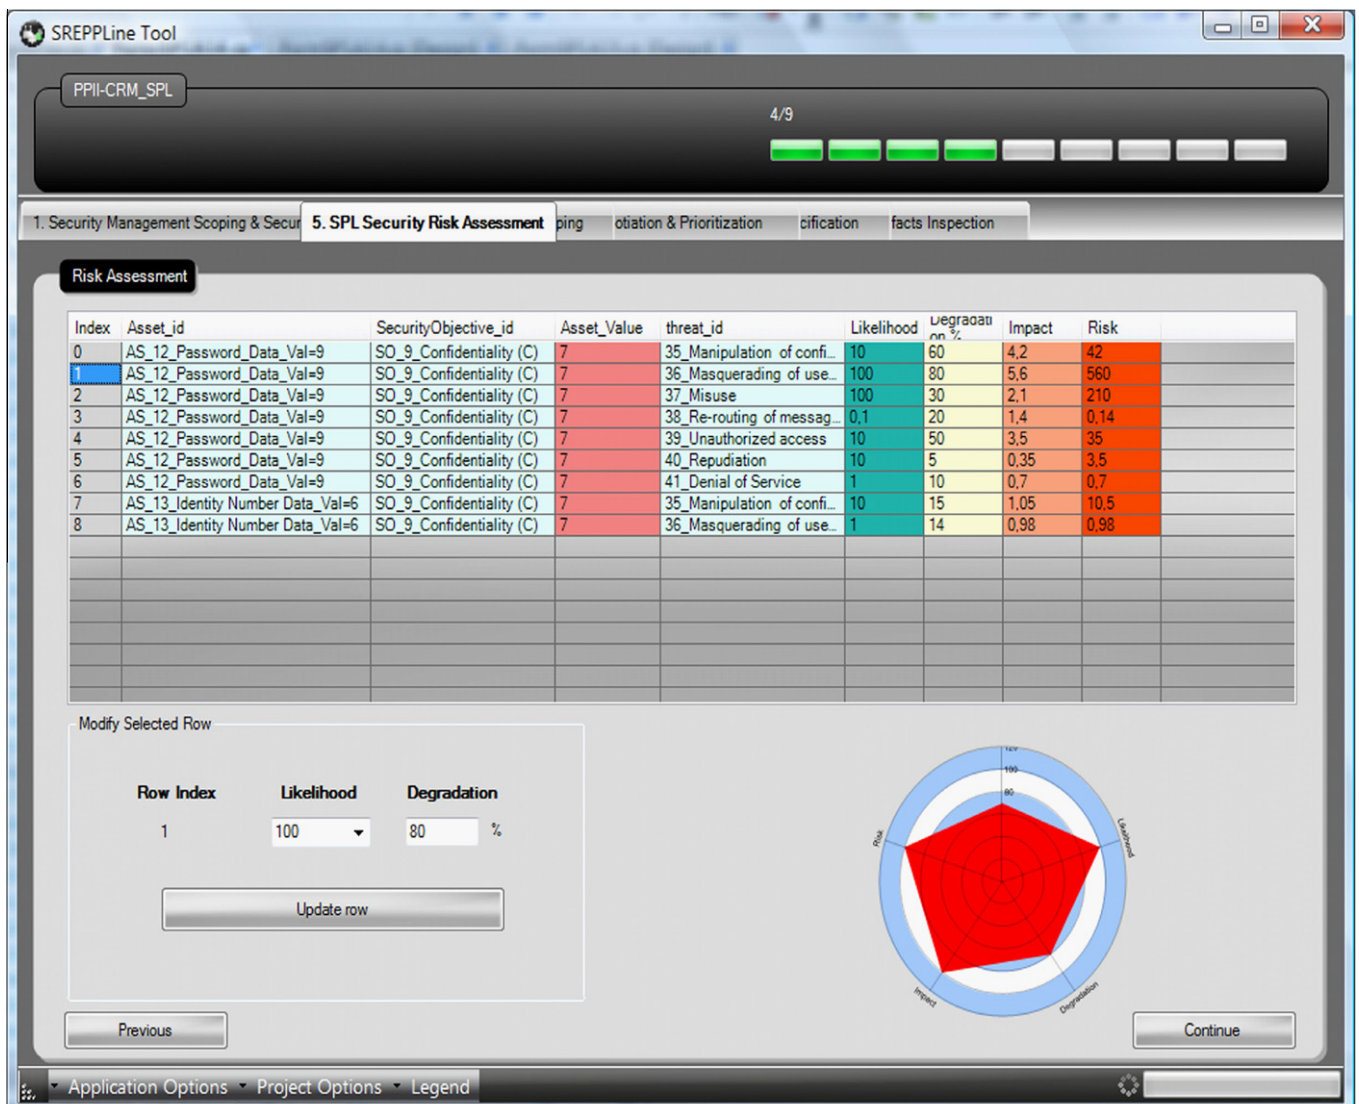 SREPPLine Tool
PPII-CRM_SPL
4/9
1. Security Management Scoping & Secur 5. SPL Security Risk Assessment ping otiation & Prioritization cification facts Inspection
Risk Assessment
Index Asset_id SecurityObjective_id Asset_Value threat_id Likelihood Degradati on % Impact Risk
0 AS_12_Password_Data_Val=9 SO_9_Confidentiality (C) 7 35_Manipulation of confi... 10 60 4,2 42
1 AS_12_Password_Data_Val=9 SO_9_Confidentiality (C) 7 36_Masquerading of use... 100 80 5,6 560
2 AS_12_Password_Data_Val=9 SO_9_Confidentiality (C) 7 37_Misuse 100 30 2,1 210
3 AS_12_Password_Data_Val=9 SO_9_Confidentiality (C) 7 38_Re-routing of messag... 0,1 20 1,4 0,14
4 AS_12_Password_Data_Val=9 SO_9_Confidentiality (C) 7 39_Unauthorized access 10 50 3,5 35
5 AS_12_Password_Data_Val=9 SO_9_Confidentiality (C) 7 40_Repudiation 10 5 0,35 3,5
6 AS_12_Password_Data_Val=9 SO_9_Confidentiality (C) 7 41_Denial of Service 1 10 0,7 0,7
7 AS_13_Identity Number Data_Val=6 SO_9_Confidentiality (C) 7 35_Manipulation of confi... 10 15 1,05 10,5
8 AS_13_Identity Number Data_Val=6 SO_9_Confidentiality (C) 7 36_Masquerading of use... 1 14 0,98 0,98
Modify Selected Row
Row Index Likelihood Degradation
1 100 80 %
Update row
120
100
80
Likelihood
Risk
Impact
Degradation
Previous
Continue
Application Options Project Options Legend